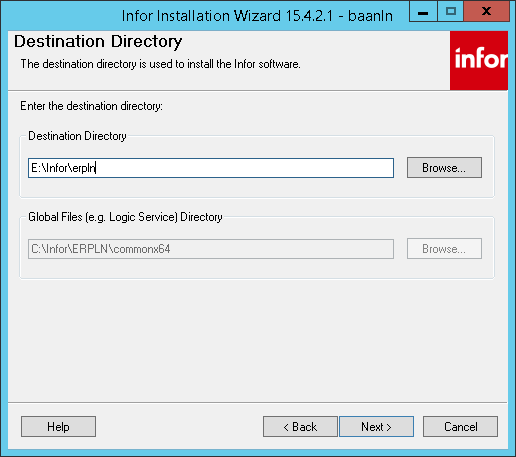 Infor Installation Wizard 15.4.2.1 - baanln
Destination Directory
The destination directory is used to install the Infor software.
infor
Enter the destination directory:
Destination Directory
E:\Infor\erpln
Browse...
Global Files (e.g. Logic Service) Directory
C:\Infor\ERPLN\commonx64
Browse...
Help
< Back
Next >
Cancel